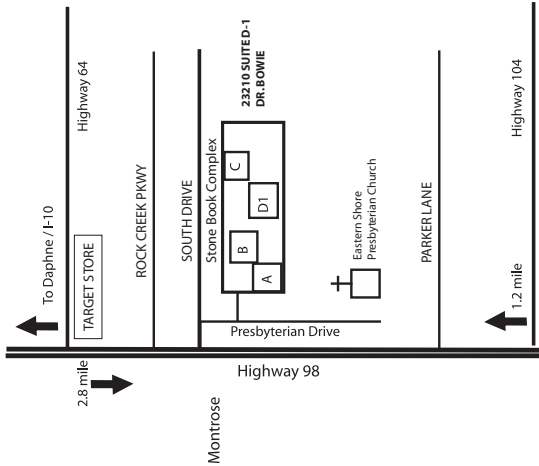 To Daphne / I-10
Highway 64
TARGET STORE
2.8 mile
ROCK CREEK PKWY
SOUTH DRIVE
Stone Book Complex
23210 SUITE D-1
DR. BOWIE
A
B
D1
C
Presbyterian Drive
Eastern Shore
Presbyterian Church
PARKER LANE
Highway 104
1.2 mile
Highway 98
Montrose